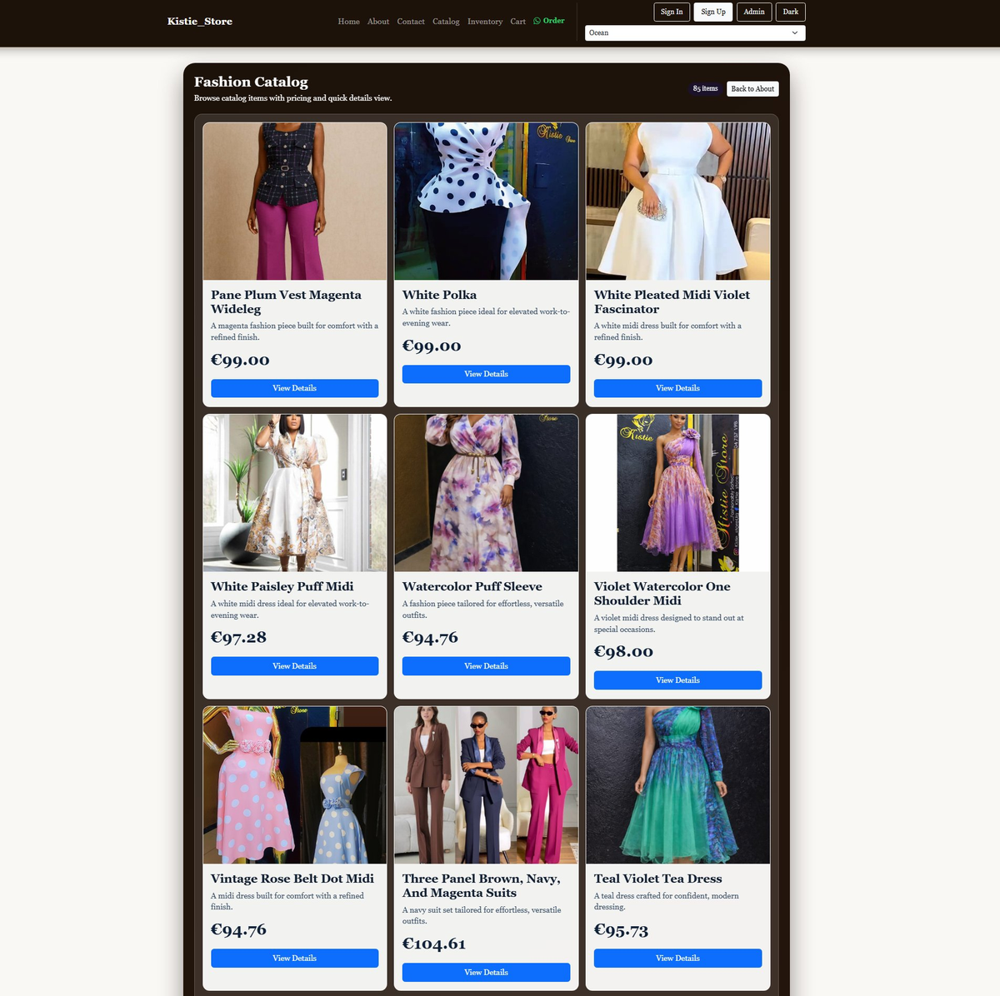 Kistie_Store
Home About Contact Catalog Inventory Cart Order
Sign In Sign Up Admin Dark
Ocean
Fashion Catalog
Browse catalog items with pricing and quick details view.
85 items
Back to About
Kistie
Store
Pane Plum Vest Magenta
Wideleg
A magenta fashion piece built for comfort with a
refined finish.
€99.00
View Details
White Polka
A white fashion piece ideal for elevated work-to-
evening wear.
€99.00
View Details
White Pleated Midi Violet
Fascinator
A white midi dress built for comfort with a
refined finish.
€99.00
View Details
Store
Kistie
Kistie Store
White Paisley Puff Midi
A white midi dress ideal for elevated work-to-
evening wear.
€97.28
View Details
Watercolor Puff Sleeve
A fashion piece tailored for effortless, versatile
outfits.
€94.76
View Details
Violet Watercolor One
Shoulder Midi
A violet midi dress designed to stand out at
special occasions.
€98.00
View Details
Store
Vintage Rose Belt Dot Midi
A midi dress built for comfort with a refined
finish.
€94.76
View Details
Three Panel Brown, Navy,
And Magenta Suits
A navy suit set tailored for effortless, versatile
outfits.
€104.61
View Details
Teal Violet Tea Dress
A teal dress crafted for confident, modern
dressing.
€95.73
View Details